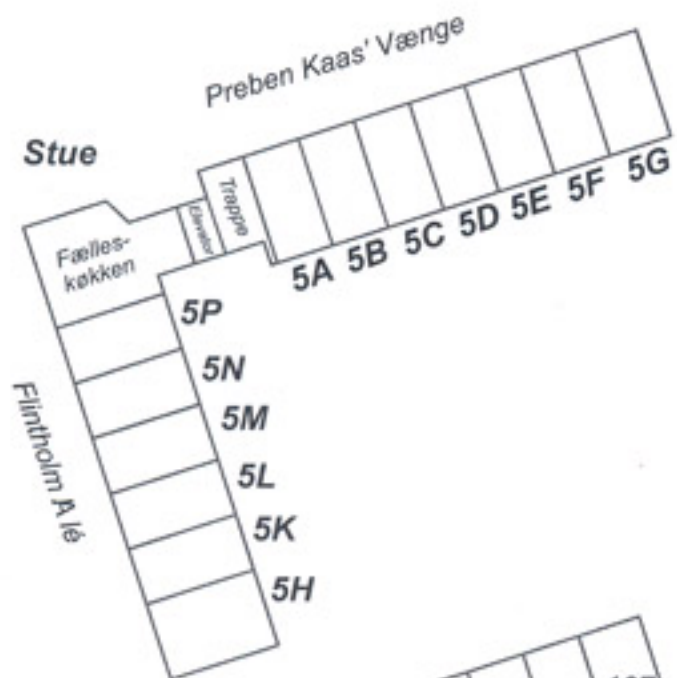 Preben Kaas' Vænge
Stue
Trappe
Elevator
Fælles-
køkken
5A 5B 5C 5D 5E 5F 5G
5P
5N
5M
5L
5K
5H
Flintholm Alé